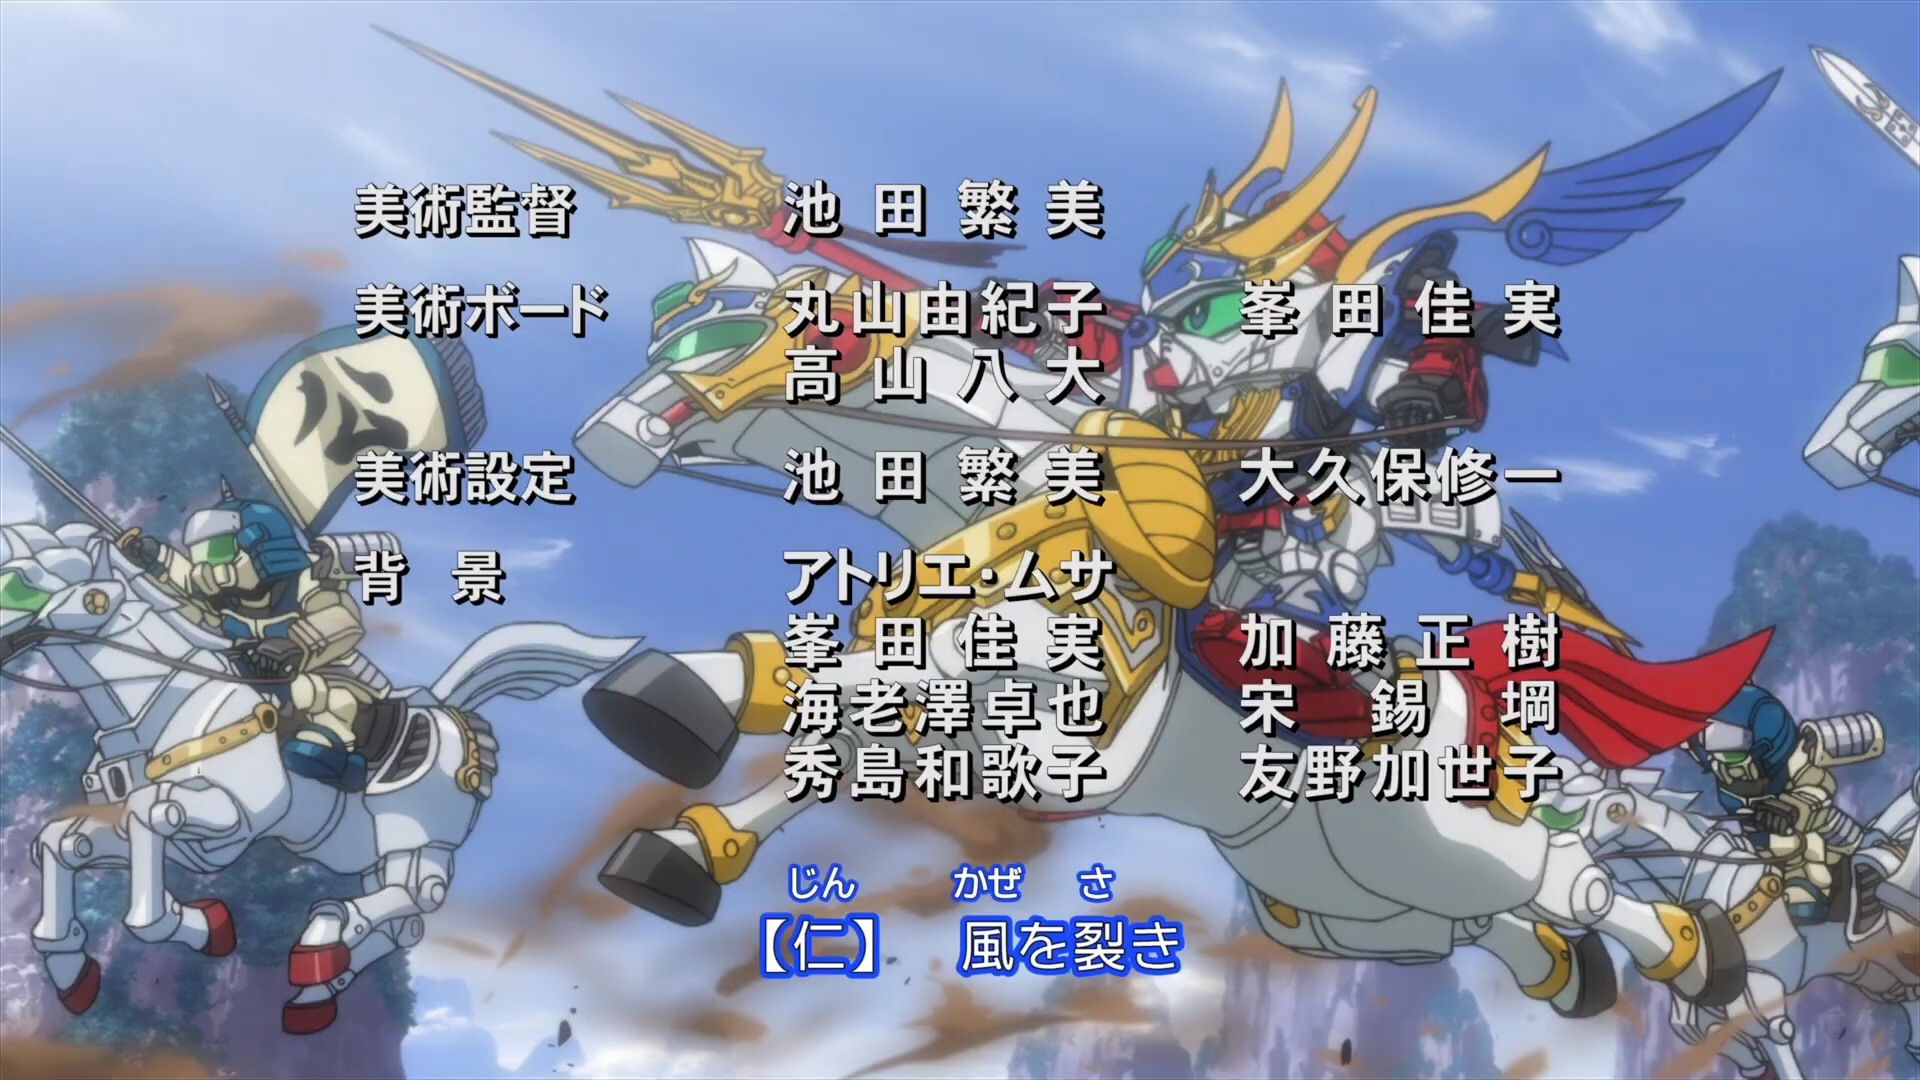 美術監督 池田繁美
美術ボード 丸山由紀子 峯田佳実
高山八大
美術設定 池田繁美 大久保修一
背景 アトリエ・ムサ
峯田佳実 加藤正樹
海老澤卓也 宋錫堈
秀島和歌子 友野加世子
公
じん かぜ さ
【仁】 風を裂き